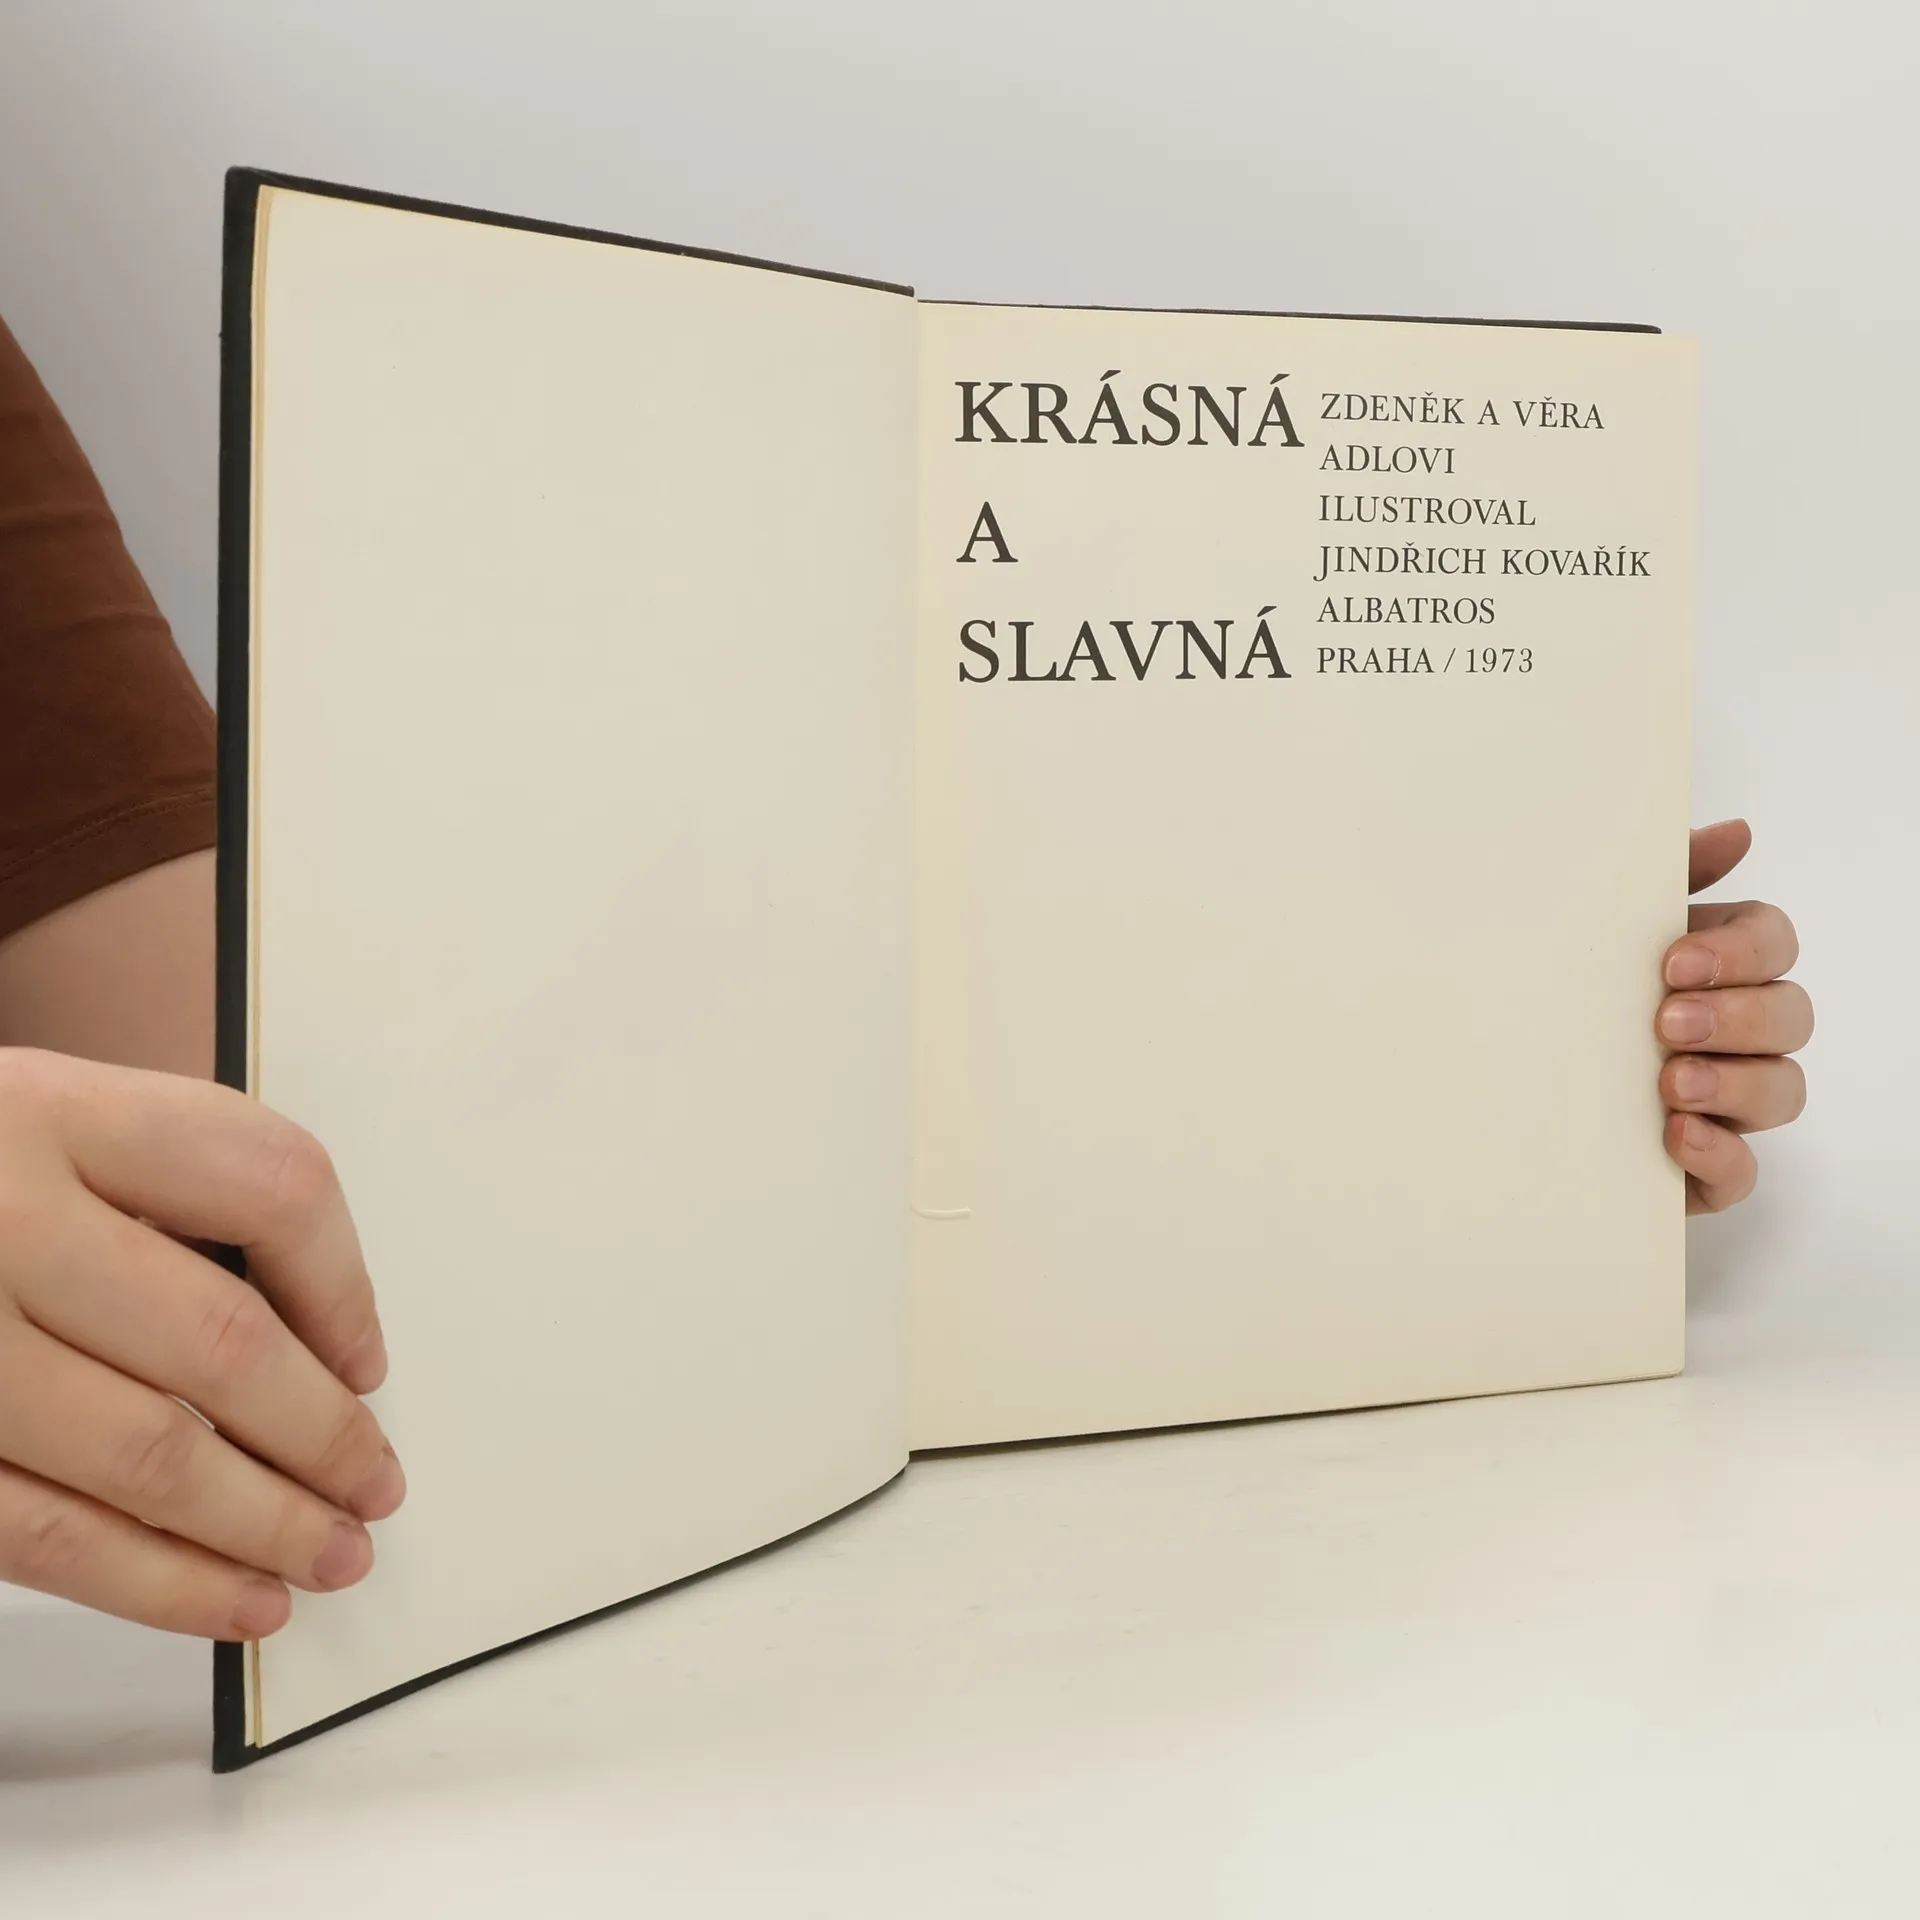 KRÁSNÁ
A
SLAVNÁ
ZDENĚK A VĚRA
ADLOVI
ILUSTROVAL
JINDŘICH KOVAŘÍK
ALBATROS
PRAHA / 1973